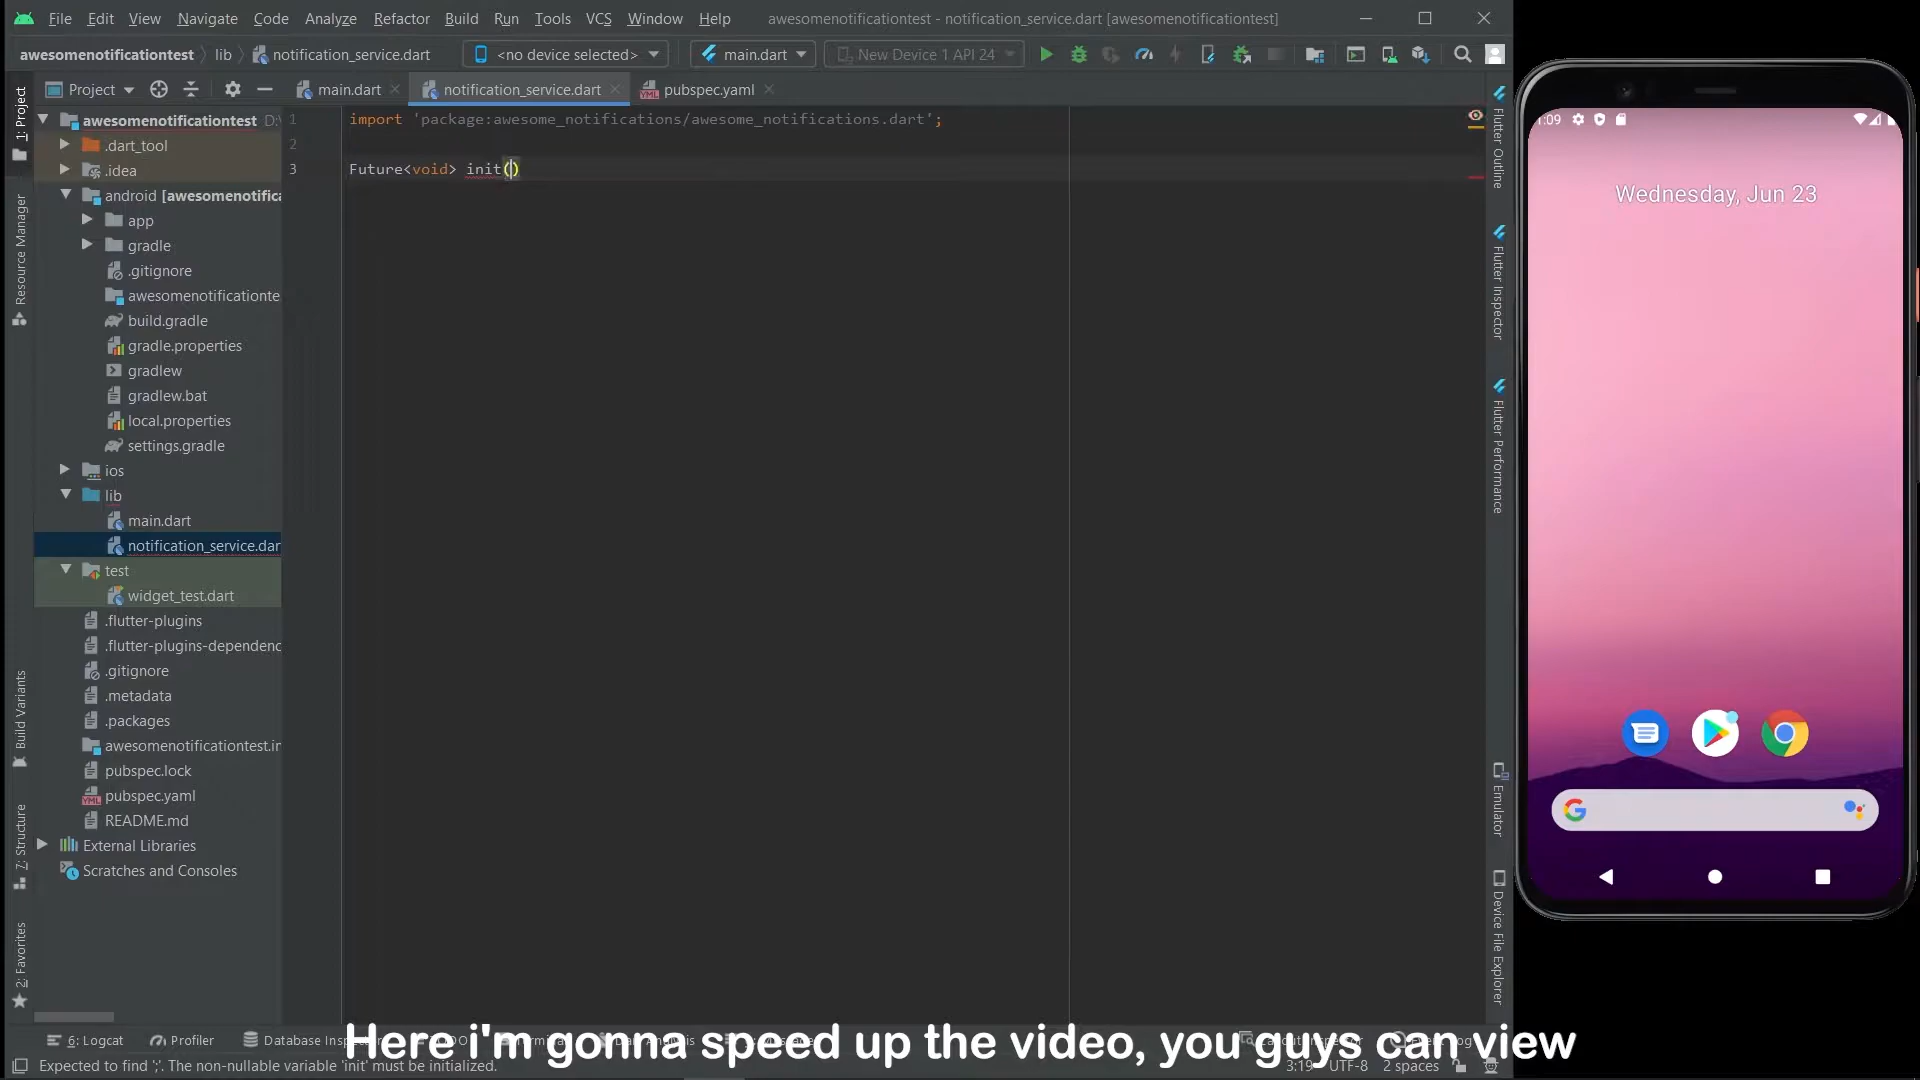 File Edit View Navigate Code Analyze Refactor Build Run Tools VCS Window Help awesomenotificationtest - notification_service.dart [awesomenotificationtest]
awesomenotificationtest lib notification_service.dart <no device selected> main.dart New Device 1 API 24
Project main.dart notification_service.dart pubspec.yaml
1: Project
Resource Manager
Build Variants
7: Structure
2: Favorites
awesomenotificationtest D:\
.dart_tool
.idea
android [awesomenotifica
app
gradle
.gitignore
awesomenotificationte
build.gradle
gradle.properties
gradlew
gradlew.bat
local.properties
settings.gradle
ios
lib
main.dart
notification_service.dar
test
widget_test.dart
.flutter-plugins
.flutter-plugins-dependenc
.gitignore
.metadata
.packages
awesomenotificationtest.in
pubspec.lock
pubspec.yaml
README.md
External Libraries
Scratches and Consoles
1 import 'package:awesome_notifications/awesome_notifications.dart';
2
3 Future<void> init()
Flutter Outline
Flutter Inspector
Flutter Performance
Emulator
Device File Explorer
:09
Wednesday, Jun 23
6: Logcat Profiler Database Inspe
Here i'm gonna speed up the video, you guys can view
Expected to find ';'. The non-nullable variable 'init' must be initialized. 3:19 UTF-8 2 spaces